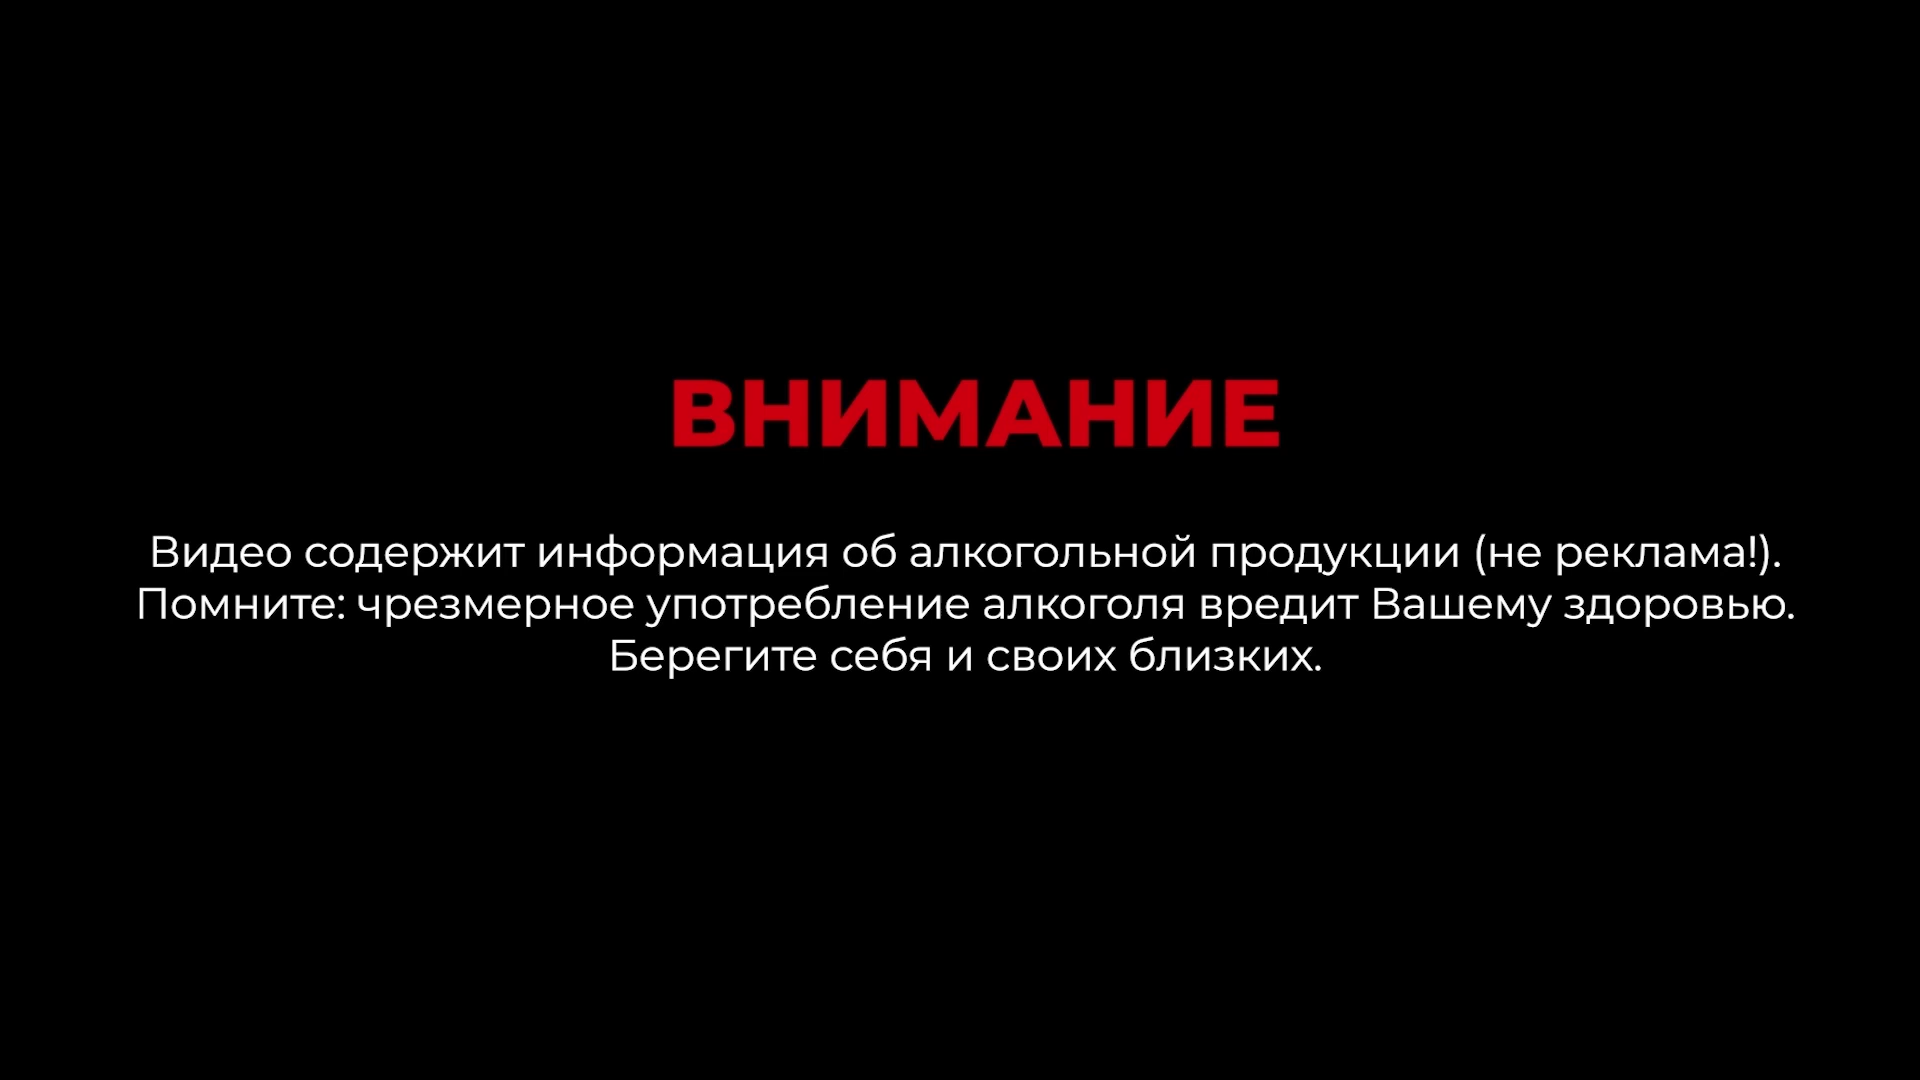 ВНИМАНИЕ
Видео содержит информация об алкогольной продукции (не реклама!).
Помните: чрезмерное употребление алкоголя вредит Вашему здоровью.
Берегите себя и своих близких.